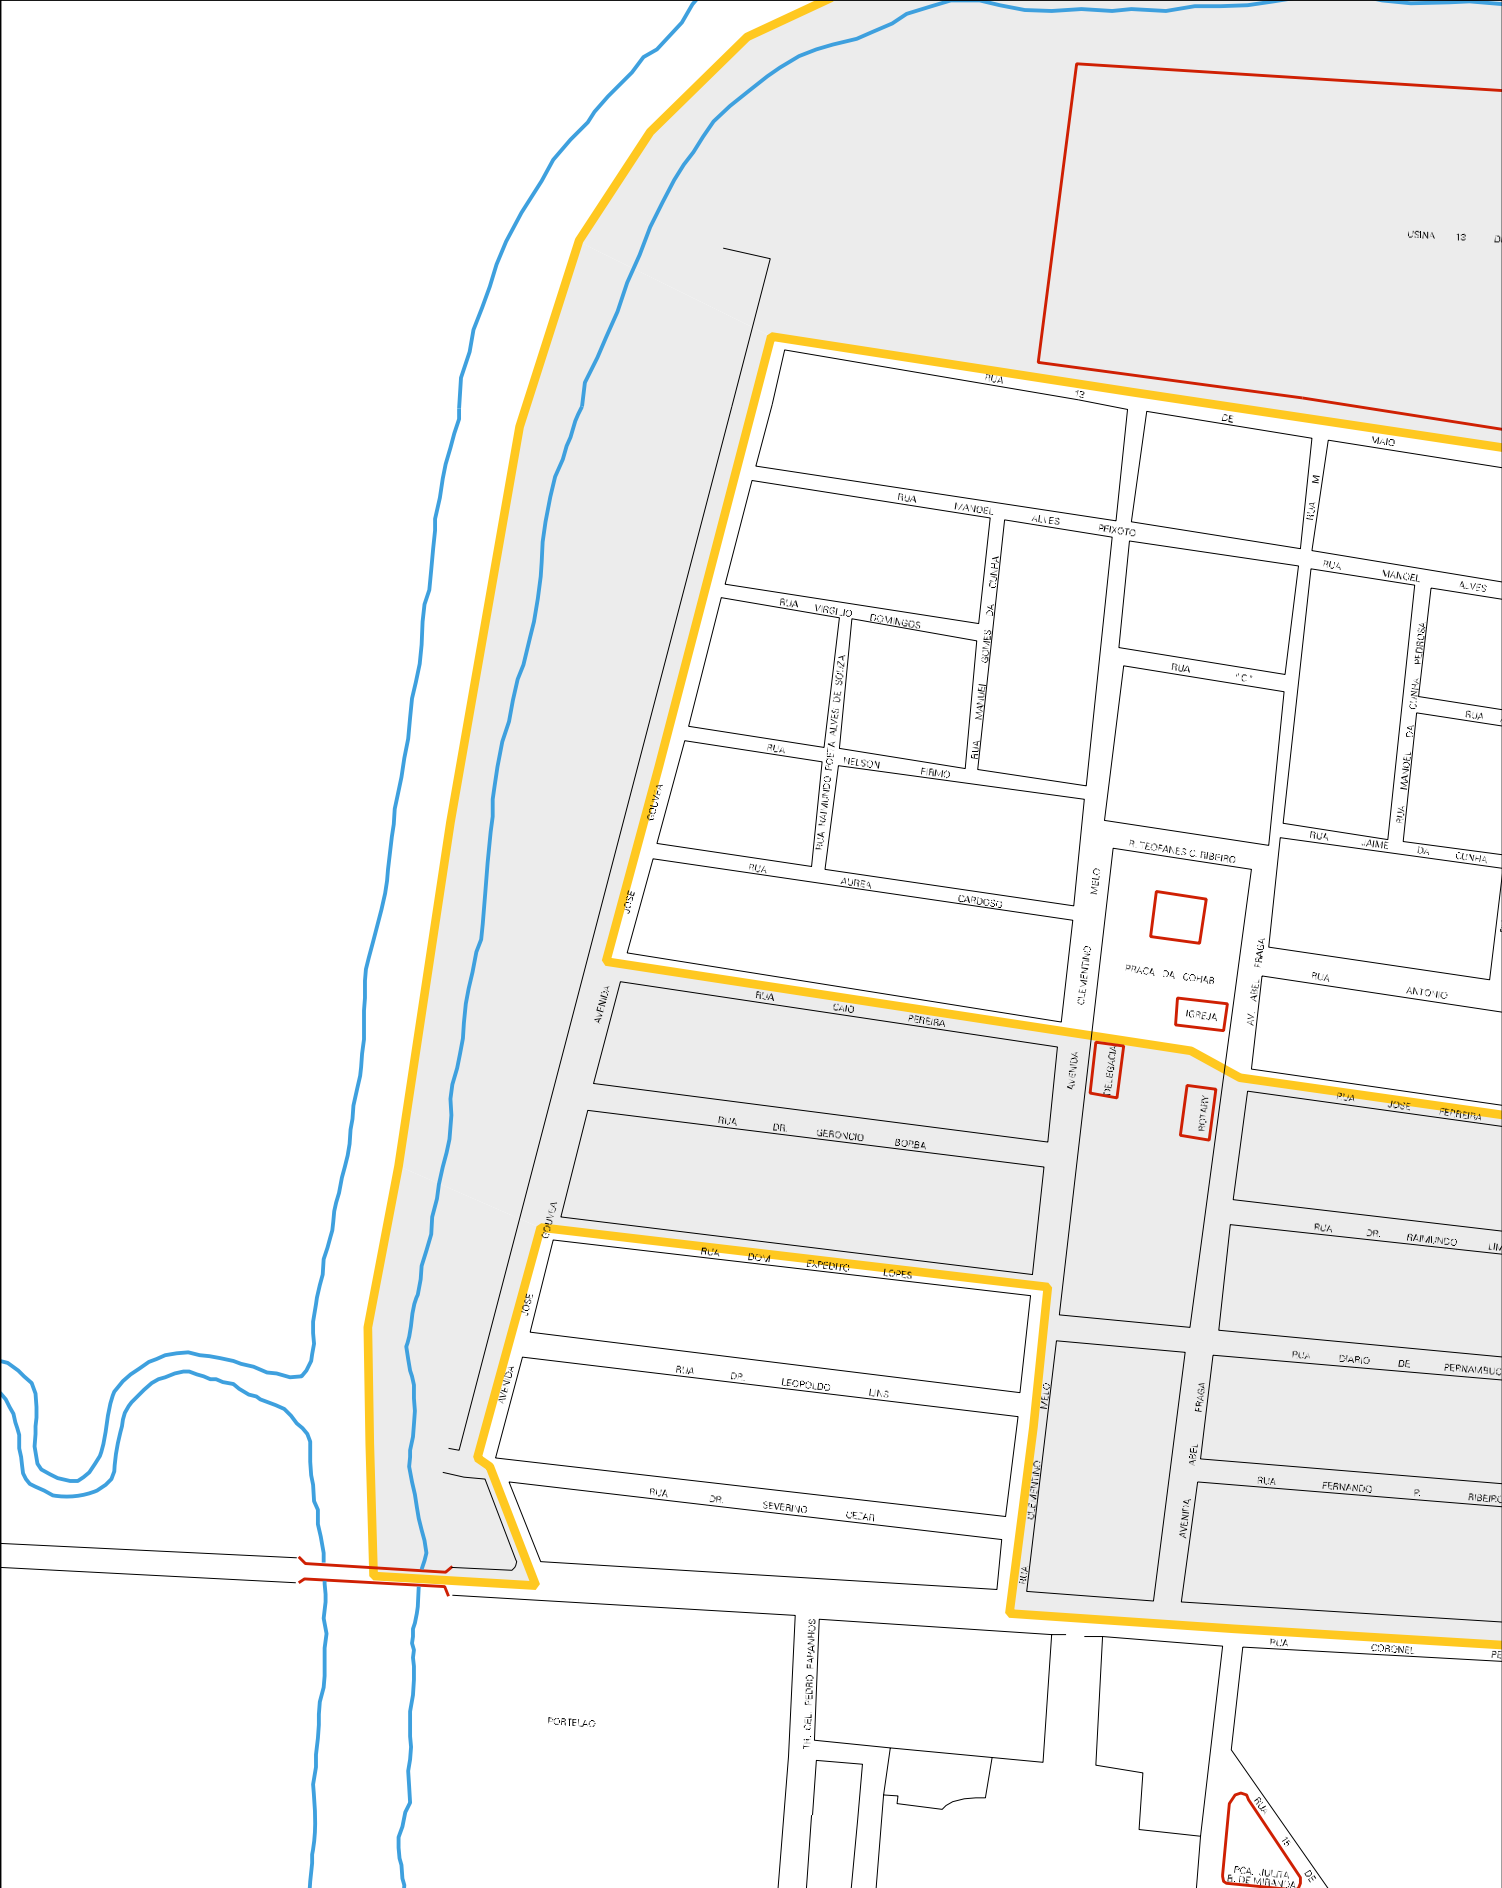 USINA 13
RUA 13 DE MAIO
RUA M
RUA MANOEL ALVES PEIXOTO
RUA MANOEL ALVES
RUA VIRGILIO DOMINGOS
RUA MANUEL GOMES DA CUNHA
RUA RAIMUNDO POETA ALVES DE SOUZA
RUA "C"
RUA MANOEL DA CUNHA PEDROSA
RUA
RUA NELSON FIRMO
RUA JAIME DA CUNHA
R. TEOFANES C. RIBEIRO
RUA AUREA CARDOSO
AVENIDA JOSE GOUVEA
AVENIDA CLEMENTINO MELO
PRACA DA COHAB
AV. ABEL FRAGA
RUA ANTONIO
IGREJA
RUA CAIO PEREIRA
DELEGACIA
ROTARY
RUA JOSE FERREIRA
RUA DR. GERONCIO BORBA
RUA DR. RAIMUNDO
RUA DOM EXPEDITO LOPES
AVENIDA JOSE GOUVEA
RUA DIARIO DE PERNAMBUC
RUA DR. LEOPOLDO LINS
RUA CLEMENTINO MELO
AVENIDA ABEL FRAGA
RUA DR. SEVERINO CEZAR
RUA FERNANDO P. RIBEIRO
RUA CORONEL PE
TR. CEL. PEDRO PARANHOS
PORTELAO
RUA 15 DE
PCA. JULITA
B. DE MIRANDA